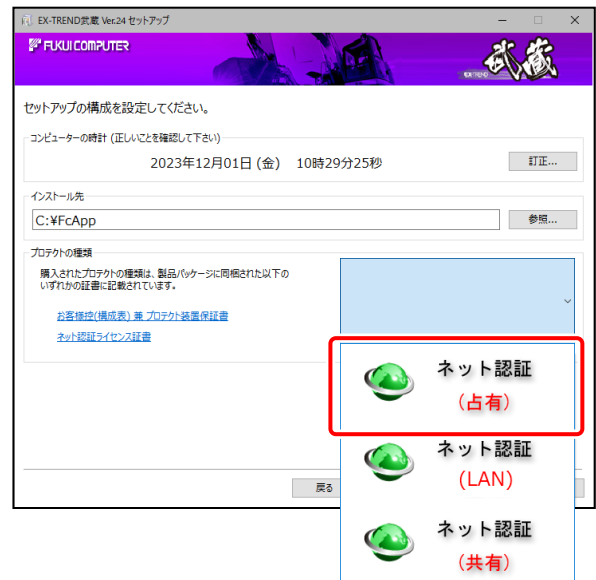 EX-TREND武蔵 Ver.24 セットアップ
FUKUI COMPUTER
EX-TREND 武蔵
セットアップの構成を設定してください。
コンピューターの時計 (正しいことを確認して下さい)
2023年12月01日 (金) 10時29分25秒
訂正...
インストール先
C:¥FcApp
参照...
プロテクトの種類
購入されたプロテクトの種類は、製品パッケージに同梱された以下の
いずれかの証書に記載されています。
お客様控(構成表) 兼 プロテクト装置保証書
ネット認証ライセンス証書
ネット認証
(占有)
ネット認証
(LAN)
戻る
ネット認証
(共有)